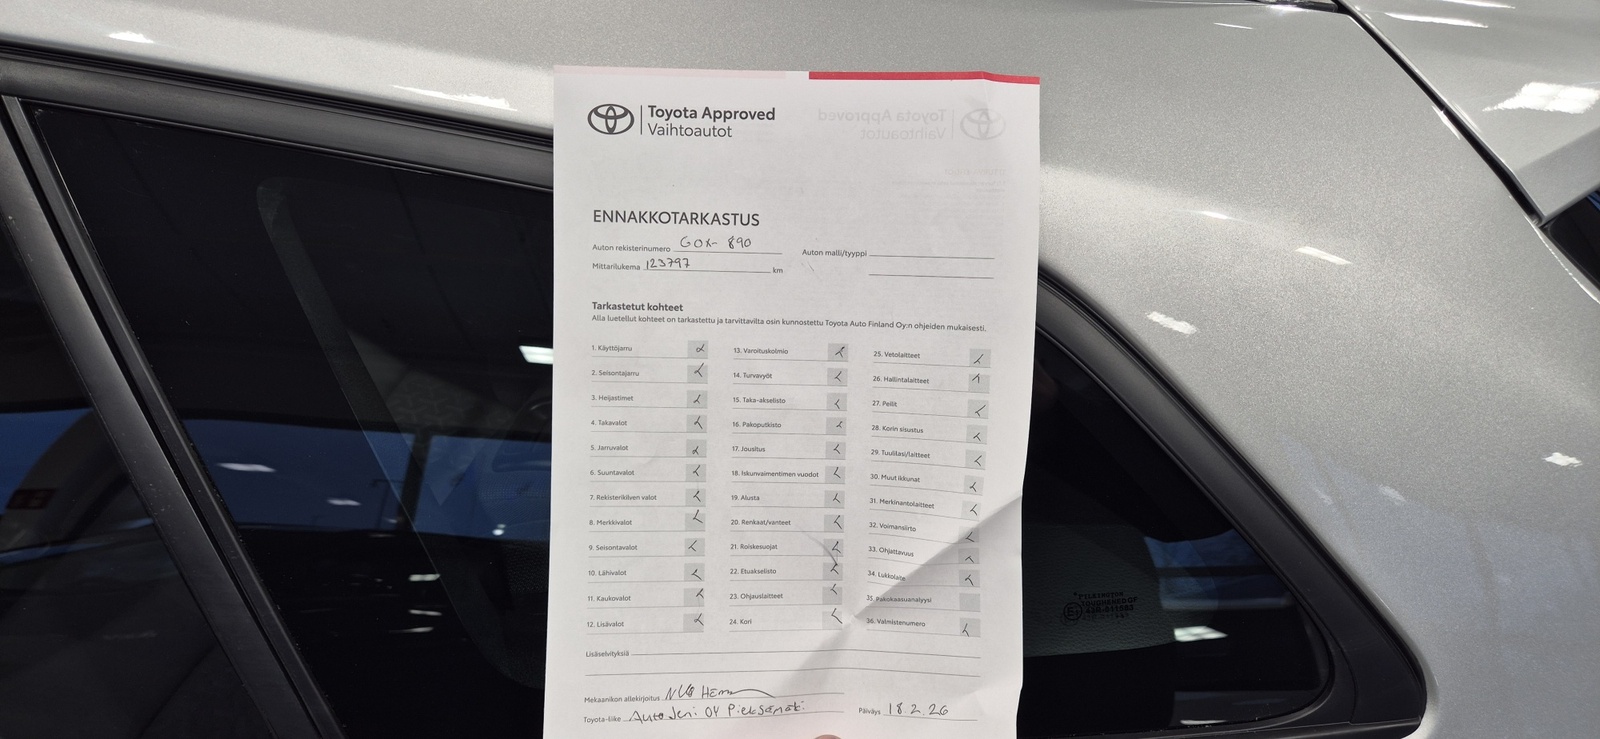 Toyota Approved
Vaihtoautot
ENNAKKOTARKASTUS
Auton rekisterinumero GOX-890
Auton malli/tyyppi
Mittarilukema 123797 km
Tarkastetut kohteet
Alla luetellut kohteet on tarkastettu ja tarvittavilta osin kunnostettu Toyota Auto Finland Oy:n ohjeiden mukaisesti.
1. Käyttöjarru
2. Seisontajarru
3. Heijastimet
4. Takavalot
5. Jarruvalot
6. Suuntavalot
7. Rekisterikilven valot
8. Merkkivalot
9. Seisontavalot
10. Lähivalot
11. Kaukovalot
12. Lisävalot
13. Varoituskolmio
14. Turvavyöt
15. Taka-akselisto
16. Pakoputkisto
17. Jousitus
18. Iskunvaimentimen vuodot
19. Alusta
20. Renkaat/vanteet
21. Roiskesuojat
22. Etuakselisto
23. Ohjauslaitteet
24. Kori
25. Vetolaitteet
26. Hallintalaitteet
27. Peilit
28. Korin sisustus
29. Tuulilasi/laitteet
30. Muut ikkunat
31. Merkinantolaitteet
32. Voimansiirto
33. Ohjattavuus
34. Lukkolaite
35. Pakokaasuanalyysi
36. Valmistenumero
Lisäselvityksiä
Mekaanikon allekirjoitus
Toyota-liike AutoJeri OY Pieksämäki
Päiväys 18.2.26
TOUGHENED